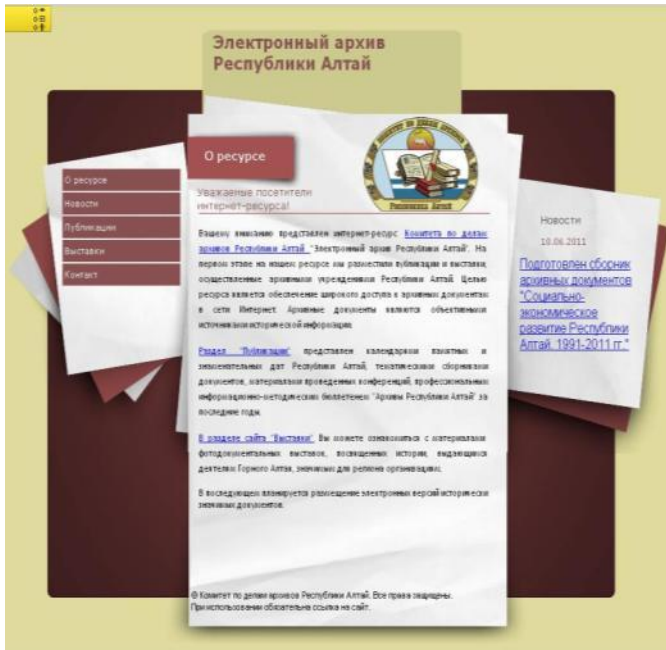 Электронный архив
Республики Алтай
О ресурсе
Новости
Публикации
Выставки
Контакт
О ресурсе
Республика Алтай
Уважаемые посетители
интернет-ресурса!
Вашему вниманию представлен интернет-ресурс Комитета по делам
архивов Республики Алтай "Электронный архив Республики Алтай". На
первом этапе на нашем ресурсе мы разместили публикации и выставки,
осуществленные архивными учреждениями Республики Алтай. Целью
ресурса является обеспечение широкого доступа к архивным документам
в сети Интернет. Архивные документы являются объективными
источниками исторической информации.
Раздел "Публикации" представлен календарями памятных и
знаменательных дат Республики Алтай, тематическими сборниками
документов, материалами проведенных конференций, профессиональным
информационно-методическим бюллетенем "Архивы Республики Алтай" за
последние годы.
В разделе сайта "Выставки" Вы можете ознакомиться с материалами
фотодокументальных выставок, посвященных истории, выдающимся
деятелям Горного Алтая, значимым для региона организациям.
В последующем планируется размещение электронных версий исторически
значимых документов.
© Комитет по делам архивов Республики Алтай. Все права защищены.
При использовании обязательна ссылка на сайт.
Новости
10.06.2011
Подготовлен сборник
архивных документов
"Социально-
экономическое
развитие Республики
Алтай. 1991-2011 гг."